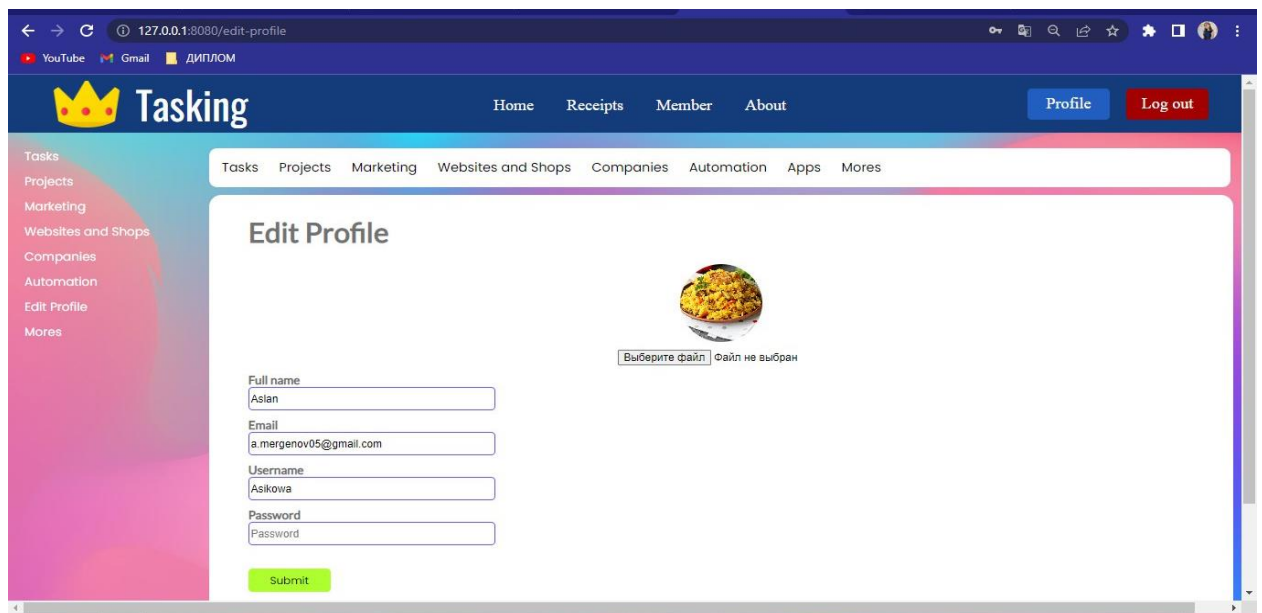 127.0.0.1:8080/edit-profile
YouTube Gmail ДИПЛОМ
Tasking Home Receipts Member About Profile Log out
Tasks
Projects
Marketing
Websites and Shops
Companies
Automation
Edit Profile
Mores
Tasks Projects Marketing Websites and Shops Companies Automation Apps Mores
Edit Profile
Выберите файл Файл не выбран
Full name
Aslan
Email
a.mergenov05@gmail.com
Username
Asikowa
Password
Password
Submit